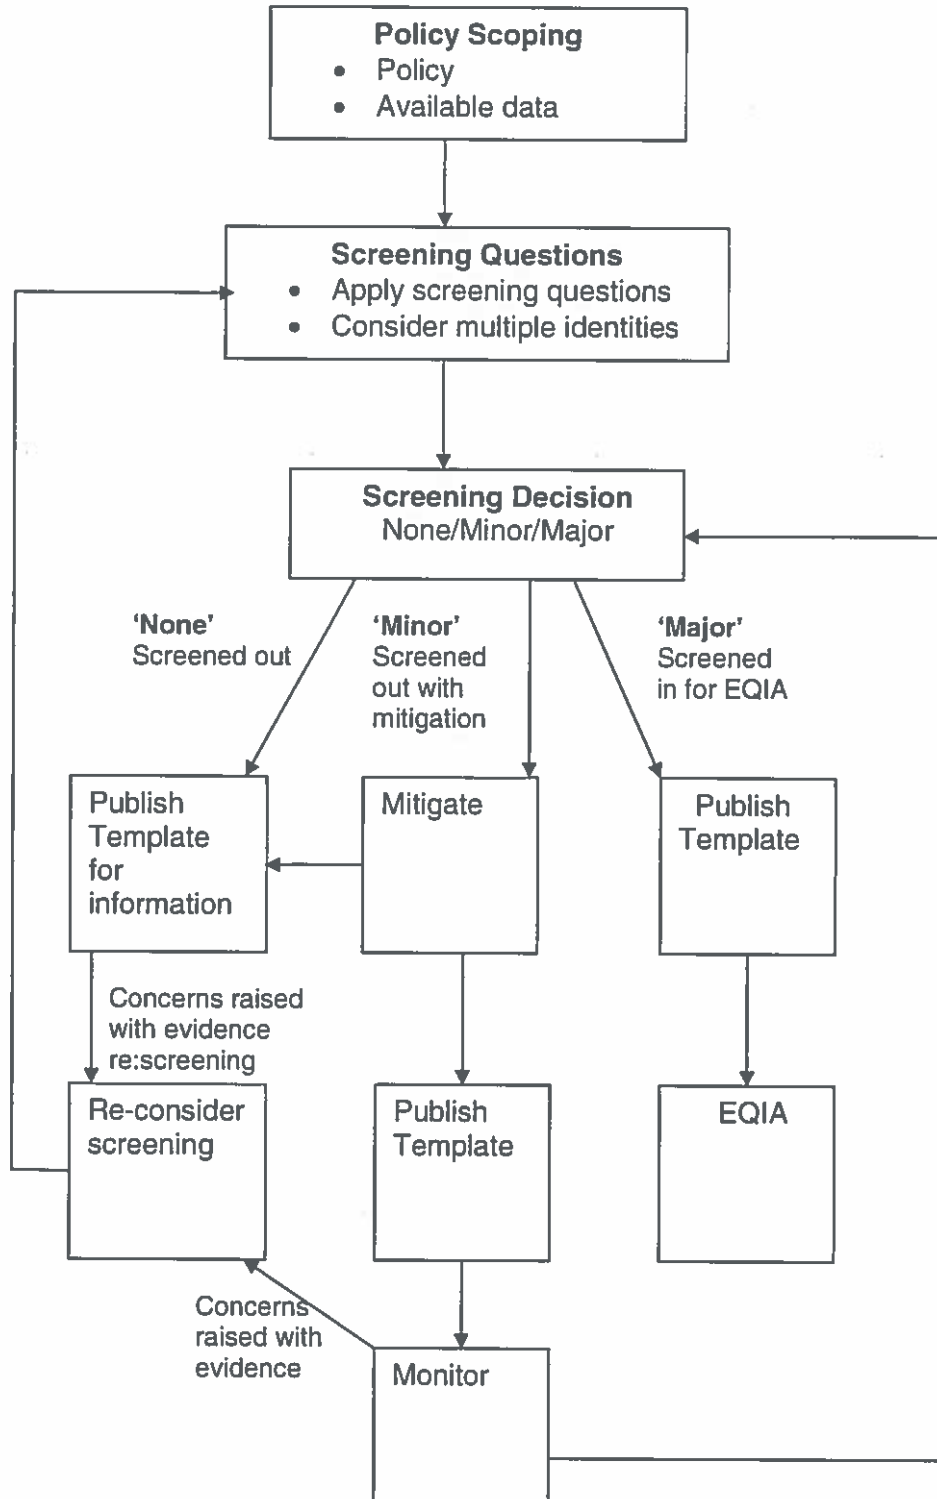 Policy Scoping
• Policy
• Available data
Screening Questions
• Apply screening questions
• Consider multiple identities
Screening Decision
None/Minor/Major
‘None’
Screened out
‘Minor’
Screened
out with
mitigation
‘Major’
Screened
in for EQIA
Publish
Template
for
information
Mitigate
Publish
Template
Concerns raised
with evidence
re:screening
Re-consider
screening
Publish
Template
EQIA
Concerns
raised with
evidence
Monitor